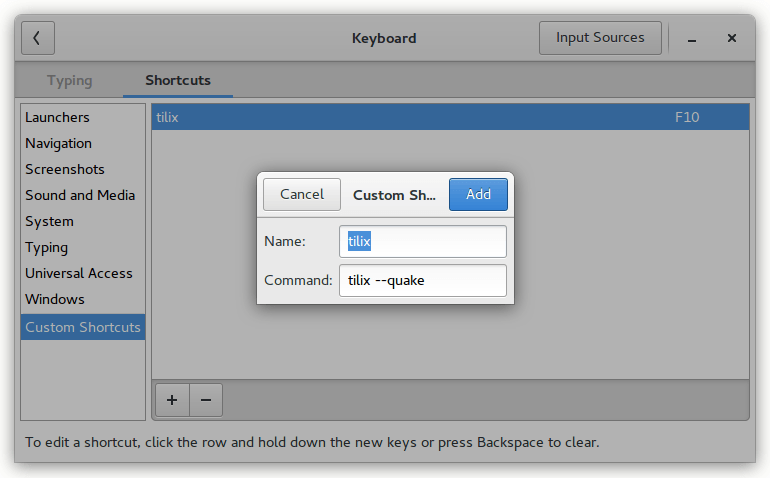 Keyboard
Input Sources
Typing
Shortcuts
Launchers
Navigation
Screenshots
Sound and Media
System
Typing
Universal Access
Windows
Custom Shortcuts
tilix F10
Cancel
Custom Sh...
Add
Name: tilix
Command: tilix --quake
To edit a shortcut, click the row and hold down the new keys or press Backspace to clear.